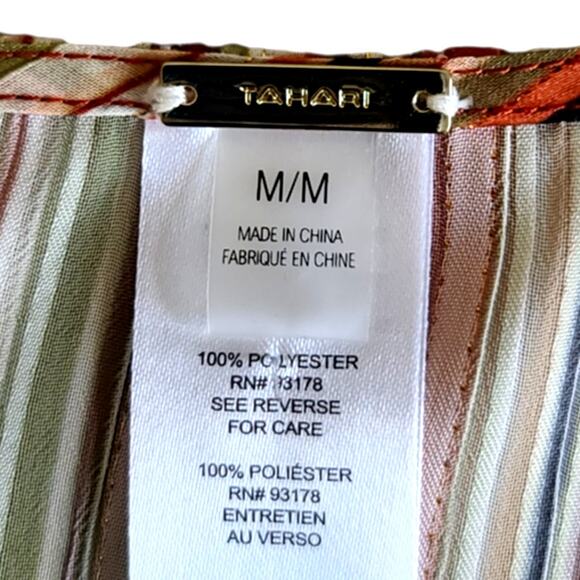 TAHARI
M/M
MADE IN CHINA
FABRIQUÉ EN CHINE
100% POLYESTER
RN# 93178
SEE REVERSE
FOR CARE
100% POLIÉSTER
RN# 93178
ENTRETIEN
AU VERSO